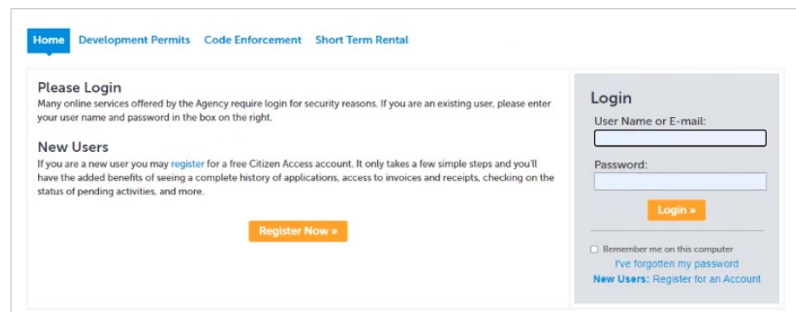 Home Development Permits Code Enforcement Short Term Rental
Please Login
Many online services offered by the Agency require login for security reasons. If you are an existing user, please enter
your user name and password in the box on the right.
New Users
If you are a new user you may register for a free Citizen Access account. It only takes a few simple steps and you'll
have the added benefits of seeing a complete history of applications, access to invoices and receipts, checking on the
status of pending activities, and more.
Register Now »
Login
User Name or E-mail:
Password:
Login »
Remember me on this computer
I've forgotten my password
New Users: Register for an Account